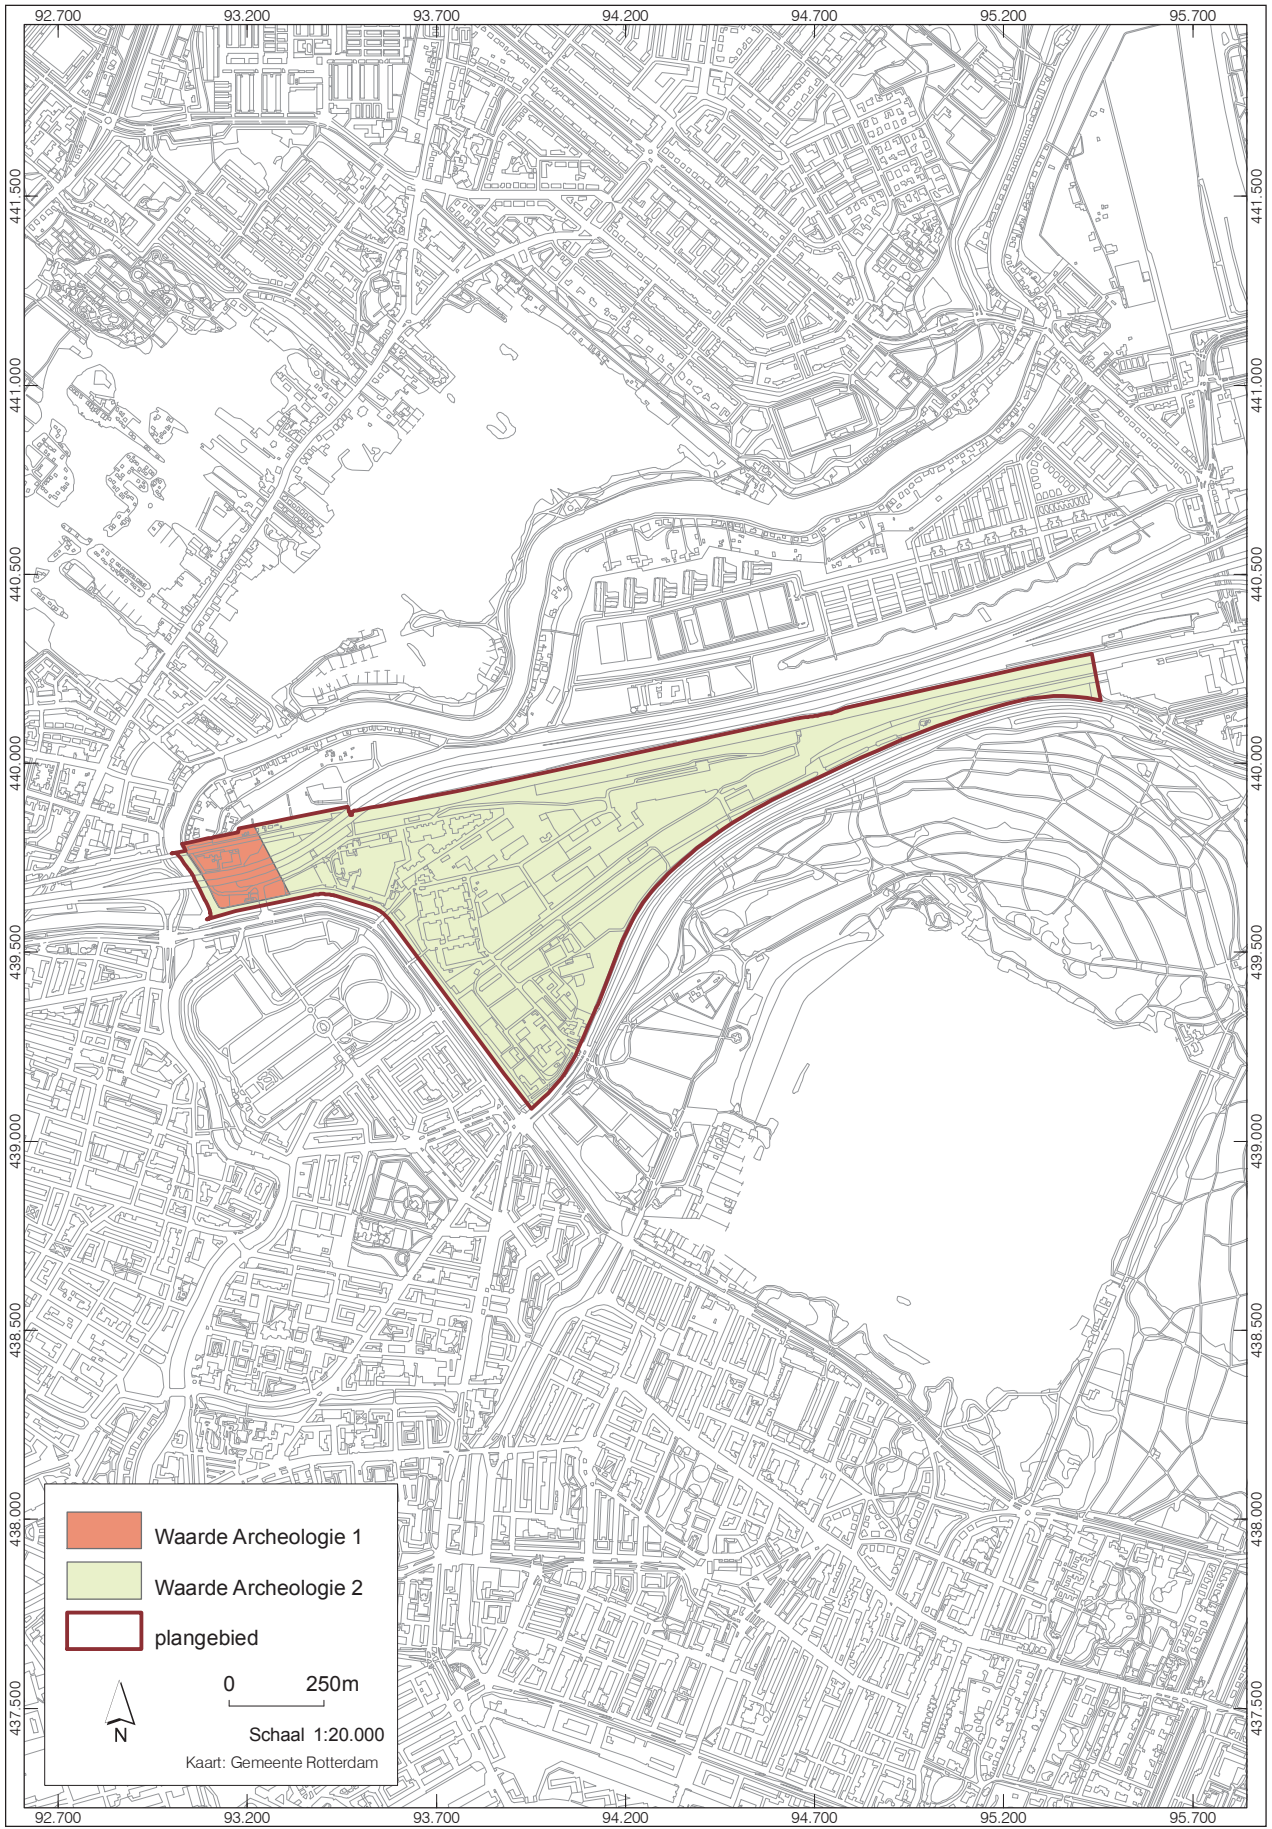 92.700 93.200 93.700 94.200 94.700 95.200 95.700
441.500 441.500
441.000 441.000
440.500 440.500
440.000 440.000
439.500 439.500
439.000 439.000
438.500 438.500
438.000 438.000
437.500 437.500
Waarde Archeologie 1
Waarde Archeologie 2
plangebied
0 250m
N
Schaal 1:20.000
Kaart: Gemeente Rotterdam
92.700 93.200 93.700 94.200 94.700 95.200 95.700